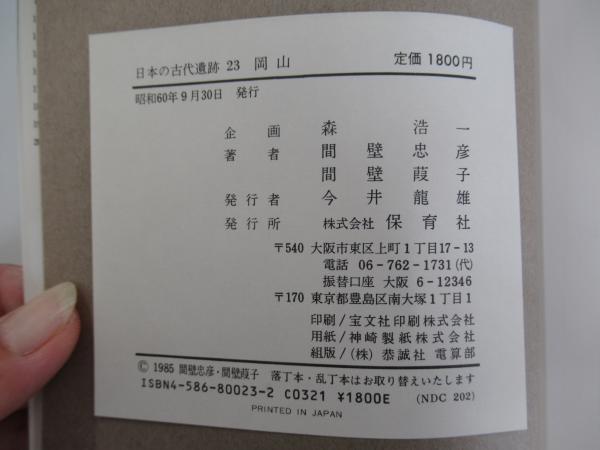 日本の古代遺跡 23 岡山 定価 1800円
昭和60年9月30日 発行
企画 森浩一
著者 間壁忠彦
間壁葭子
発行者 今井龍雄
発行所 株式会社 保育社
〒540 大阪市東区上町1丁目17-13
電話 06-762-1731(代)
振替口座 大阪 6-12346
〒170 東京都豊島区南大塚1丁目1
印刷/宝文社印刷株式会社
用紙/神崎製紙株式会社
組版/(株)恭誠社 電算部
© 1985 間壁忠彦・間壁葭子 落丁本・乱丁本はお取り替えいたします
ISBN4-586-80023-2 C0321 ¥1800E (NDC 202)
PRINTED IN JAPAN